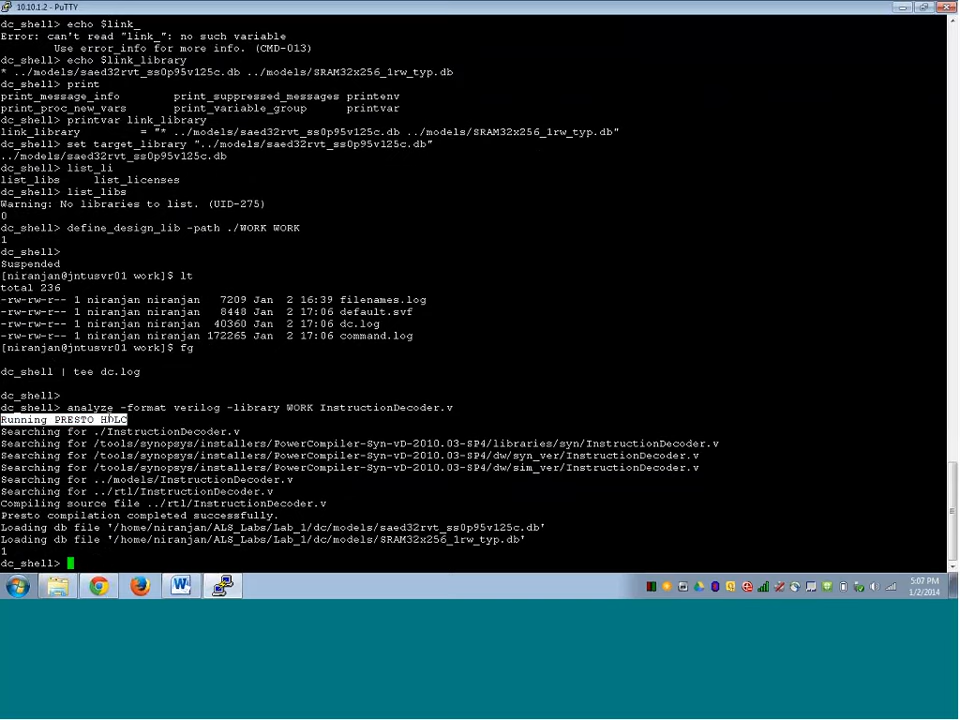 10.10.1.2 - PuTTY
dc_shell> echo $link_
Error: can't read "link_": no such variable
Use error_info for more info. (CMD-013)
dc_shell> echo $link_library
* ../models/saed32rvt_ss0p95v125c.db ../models/SRAM32x256_1rw_typ.db
dc_shell> print
print_message_info print_suppressed_messages printenv
print_proc_new_vars print_variable_group printvar
dc_shell> printvar link_library
link_library = "* ../models/saed32rvt_ss0p95v125c.db ../models/SRAM32x256_1rw_typ.db"
dc_shell> set target_library "../models/saed32rvt_ss0p95v125c.db"
../models/saed32rvt_ss0p95v125c.db
dc_shell> list_li
list_libs list_licenses
dc_shell> list_libs
Warning: No libraries to list. (UID-275)
0
dc_shell> define_design_lib -path ./WORK WORK
1
dc_shell>
Suspended
[niranjan@jntusvr01 work]$ lt
total 236
-rw-rw-r-- 1 niranjan niranjan 7209 Jan 2 16:39 filenames.log
-rw-rw-r-- 1 niranjan niranjan 8448 Jan 2 17:06 default.svf
-rw-rw-r-- 1 niranjan niranjan 40360 Jan 2 17:06 dc.log
-rw-rw-r-- 1 niranjan niranjan 172265 Jan 2 17:06 command.log
[niranjan@jntusvr01 work]$ fg
dc_shell | tee dc.log
dc_shell>
dc_shell> analyze -format verilog -library WORK InstructionDecoder.v
Running PRESTO HDLC
Searching for ./InstructionDecoder.v
Searching for /tools/synopsys/installers/PowerCompiler-Syn-vD-2010.03-SP4/libraries/syn/InstructionDecoder.v
Searching for /tools/synopsys/installers/PowerCompiler-Syn-vD-2010.03-SP4/dw/syn_ver/InstructionDecoder.v
Searching for /tools/synopsys/installers/PowerCompiler-Syn-vD-2010.03-SP4/dw/sim_ver/InstructionDecoder.v
Searching for ../models/InstructionDecoder.v
Searching for ../rtl/InstructionDecoder.v
Compiling source file ../rtl/InstructionDecoder.v
Presto compilation completed successfully.
Loading db file '/home/niranjan/ALS_Labs/Lab_1/dc/models/saed32rvt_ss0p95v125c.db'
Loading db file '/home/niranjan/ALS_Labs/Lab_1/dc/models/SRAM32x256_1rw_typ.db'
1
dc_shell>
5:07 PM
1/2/2014